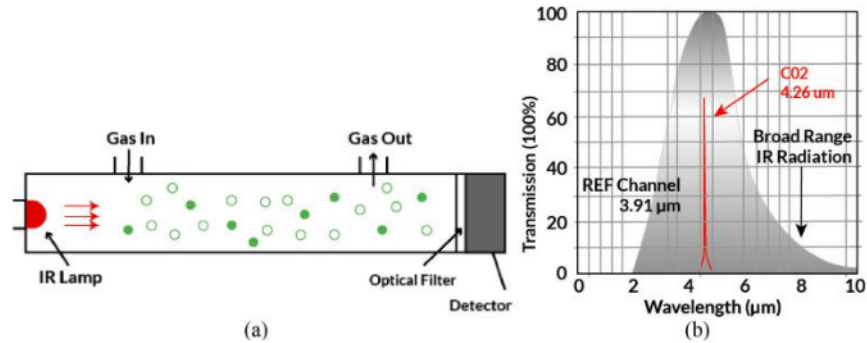 Gas In
Gas Out
IR Lamp
Optical Filter
Detector
(a)
Transmission (100%)
100
80
60
40
20
0
C02
4.26 um
Broad Range
IR Radiation
REF Channel
3.91 µm
0
2
4
6
8
10
Wavelength (µm)
(b)